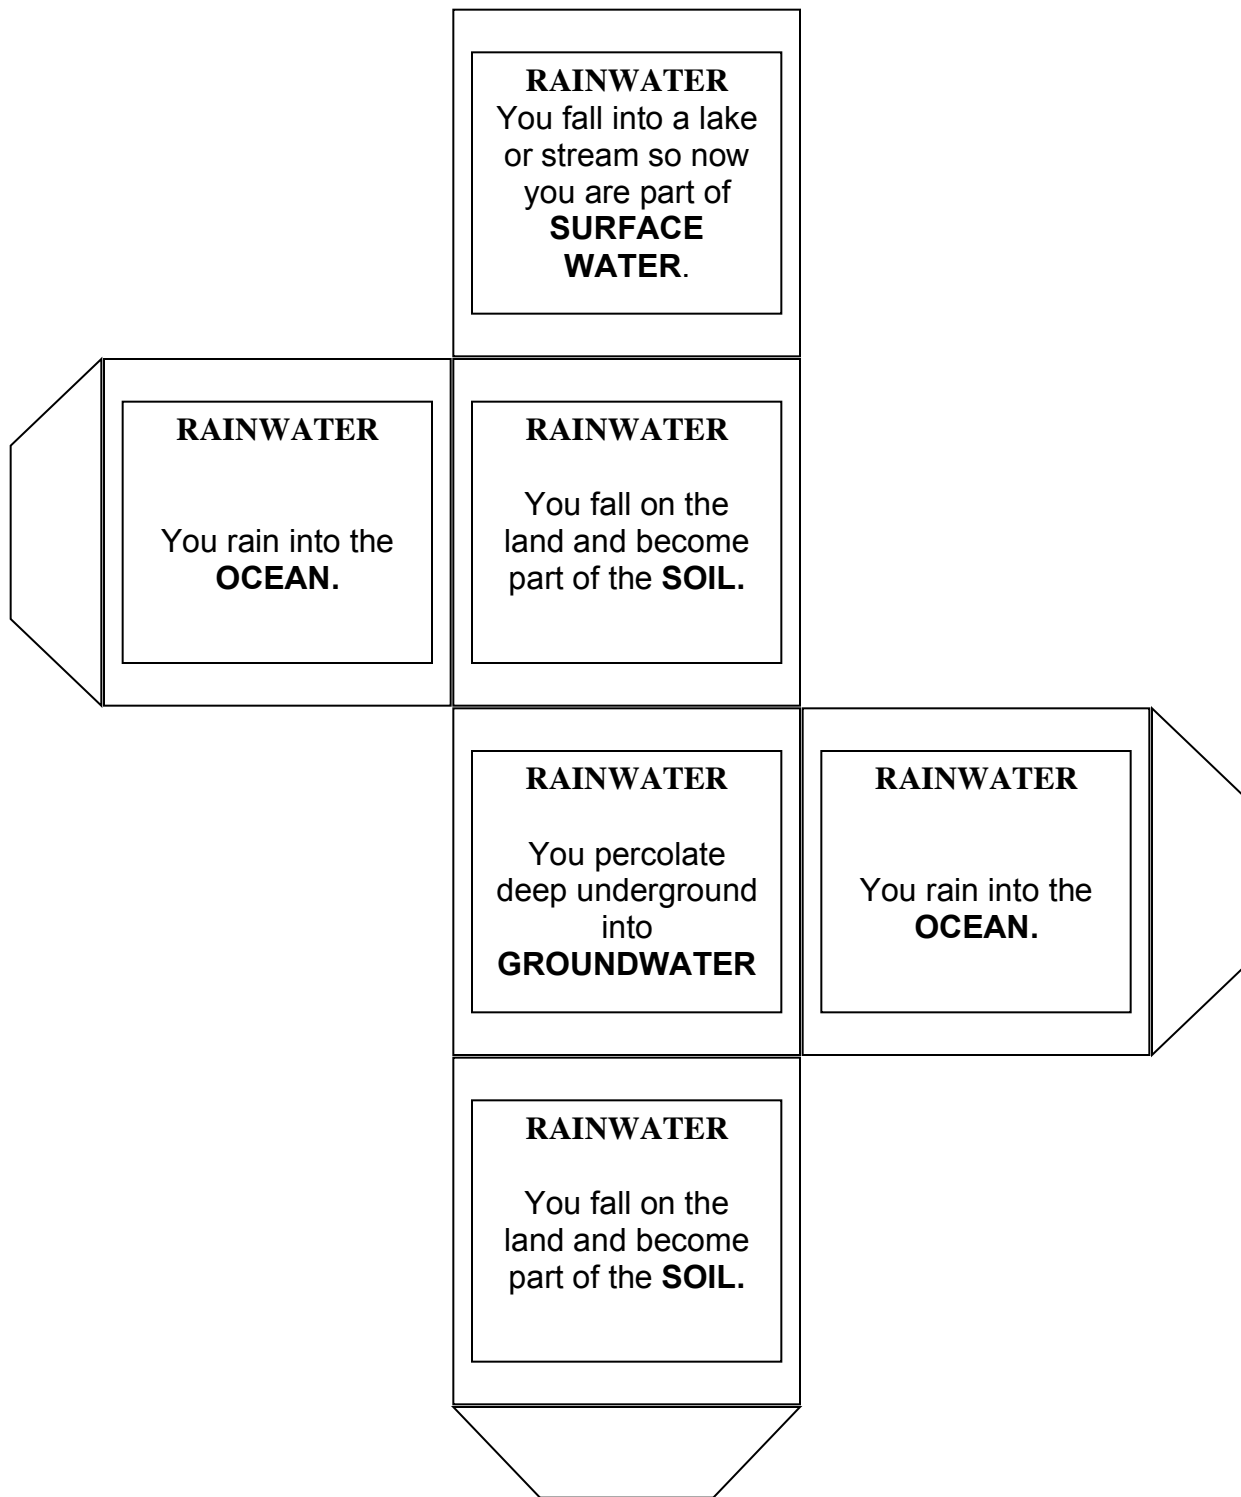 RAINWATER
You fall into a lake
or stream so now
you are part of
SURFACE
WATER.
RAINWATER
You rain into the
OCEAN.
RAINWATER
You fall on the
land and become
part of the SOIL.
RAINWATER
You percolate
deep underground
into
GROUNDWATER
RAINWATER
You rain into the
OCEAN.
RAINWATER
You fall on the
land and become
part of the SOIL.